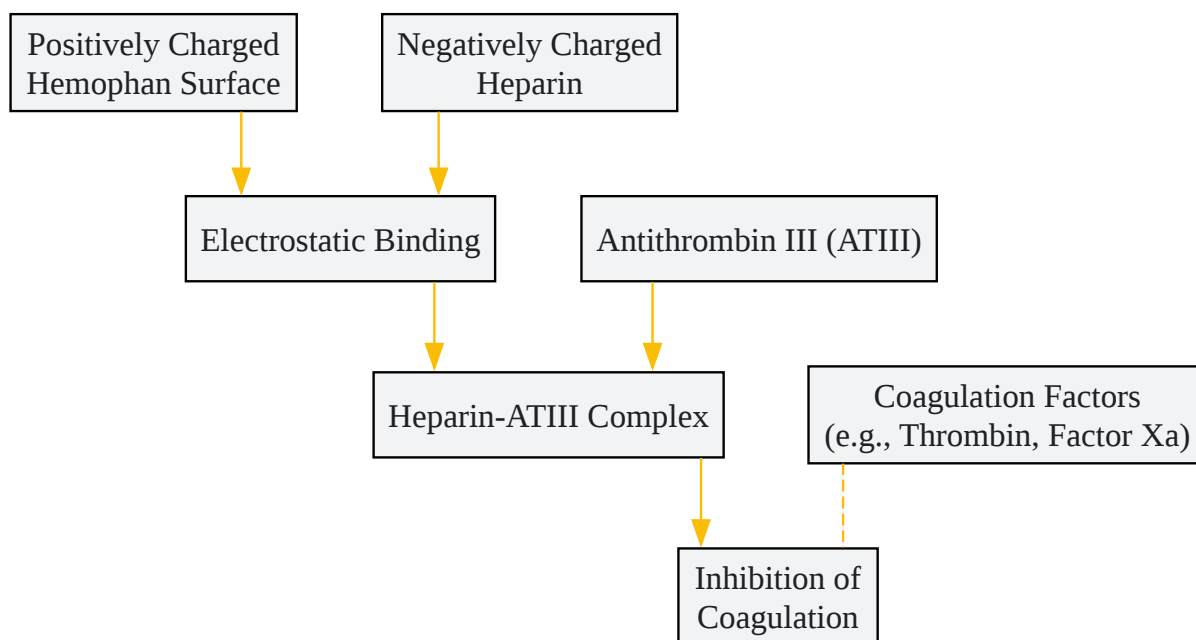 Positively Charged
Hemophan Surface
Negatively Charged
Heparin
Electrostatic Binding
Antithrombin III (ATIII)
Heparin-ATIII Complex
Coagulation Factors
(e.g., Thrombin, Factor Xa)
Inhibition of
Coagulation